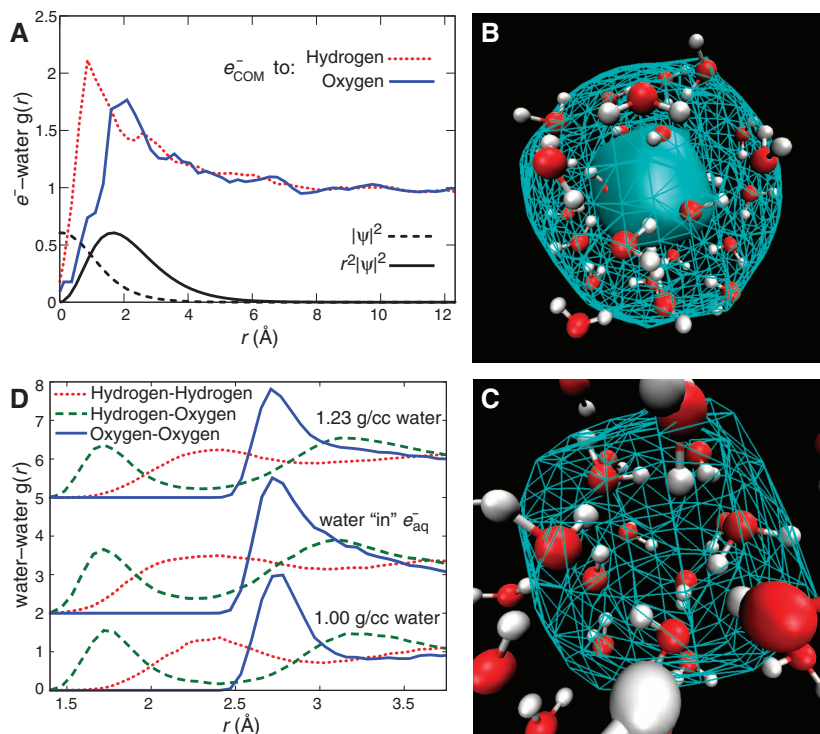 A
2.5
2
1.5
1
0.5
0
e⁻–water g(r)
e⁻COM to:
Hydrogen
Oxygen
|ψ|²
r²|ψ|²
0 2 4 6 8 10 12
r (Å)
B
D
8
7
6
5
4
3
2
1
0
water–water g(r)
Hydrogen-Hydrogen
Hydrogen-Oxygen
Oxygen-Oxygen
1.23 g/cc water
water "in" e⁻aq
1.00 g/cc water
1.5 2 2.5 3 3.5
r (Å)
C